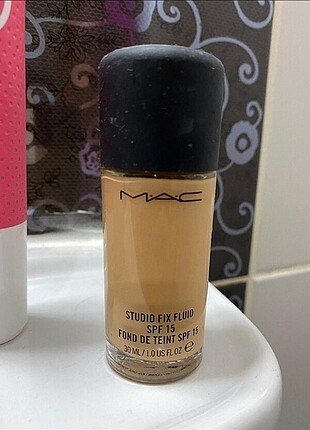 MAC
STUDIO FIX FLUID
SPF 15
FOND DE TEINT SPF 15
30 ML / 1.0 US FL OZ e